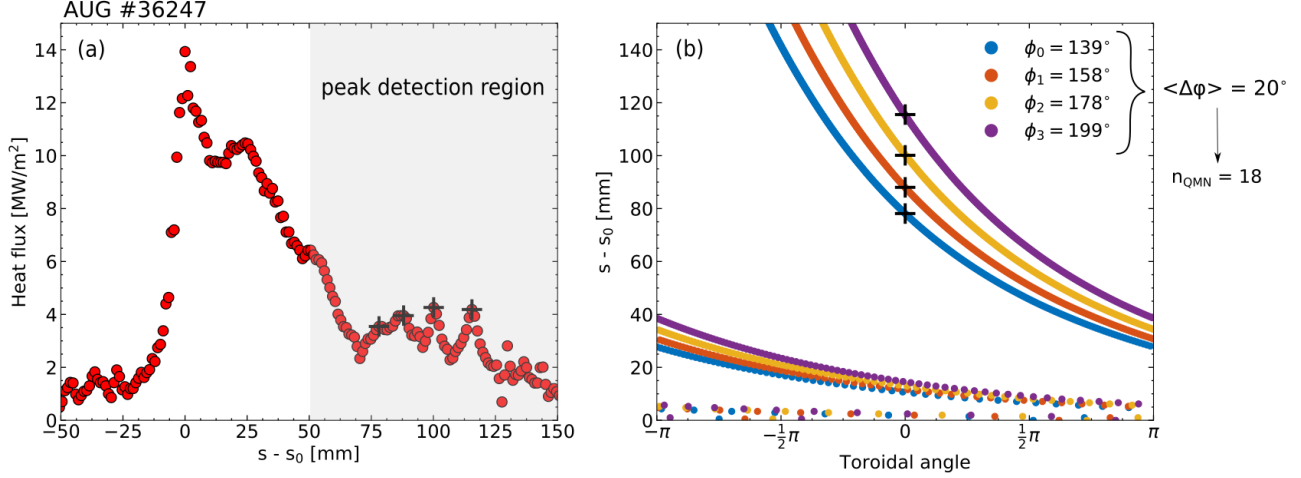 AUG #36247
(a)
peak detection region
Heat flux [MW/m²]
14
12
10
8
6
4
2
0
−50 −25 0 25 50 75 100 125 150
s - s₀ [mm]
(b)
ϕ₀ = 139°
ϕ₁ = 158°
ϕ₂ = 178°
ϕ₃ = 199°
<Δφ> = 20°
n_QMN = 18
s - s₀ [mm]
140
120
100
80
60
40
20
0
−π −½π 0 ½π π
Toroidal angle